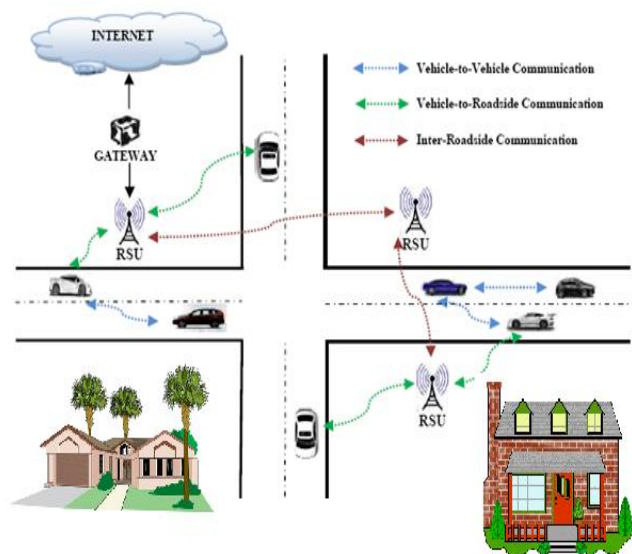 INTERNET
Vehicle-to-Vehicle Communication
Vehicle-to-Roadside Communication
Inter-Roadside Communication
GATEWAY
RSU
RSU
RSU